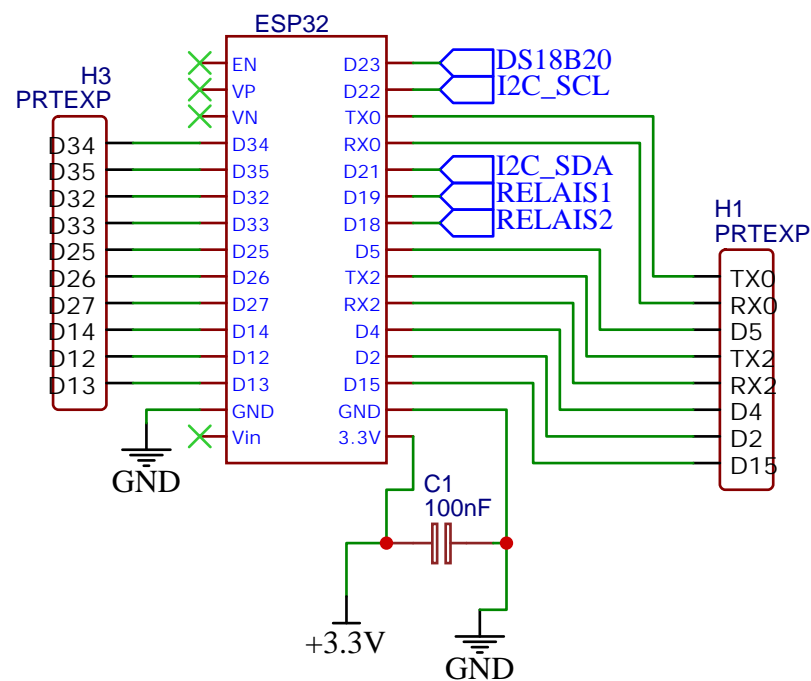 ESP32
H3
PRTEXP
D34
D35
D32
D33
D25
D26
D27
D14
D12
D13
EN
VP
VN
D34
D35
D32
D33
D25
D26
D27
D14
D12
D13
GND
Vin
D23
D22
TX0
RX0
D21
D19
D18
D5
TX2
RX2
D4
D2
D15
GND
3.3V
DS18B20
I2C_SCL
I2C_SDA
RELAIS1
RELAIS2
H1
PRTEXP
TX0
RX0
D5
TX2
RX2
D4
D2
D15
GND
C1
100nF
+3.3V
GND